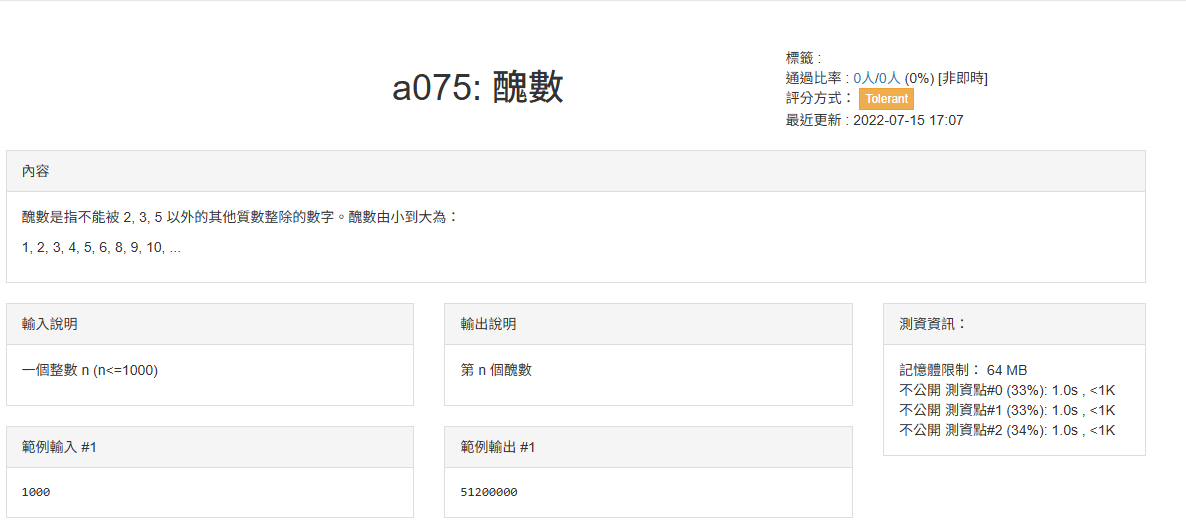 a075: 醜數
標籤 :
通過比率 : 0人/0人 (0%) [非即時]
評分方式： Tolerant
最近更新 : 2022-07-15 17:07
內容
醜數是指不能被 2, 3, 5 以外的其他質數整除的數字。醜數由小到大為：
1, 2, 3, 4, 5, 6, 8, 9, 10, ...
輸入說明
一個整數 n (n<=1000)
輸出說明
第 n 個醜數
測資資訊：
記憶體限制： 64 MB
不公開 測資點#0 (33%): 1.0s , <1K
不公開 測資點#1 (33%): 1.0s , <1K
不公開 測資點#2 (34%): 1.0s , <1K
範例輸入 #1
1000
範例輸出 #1
51200000